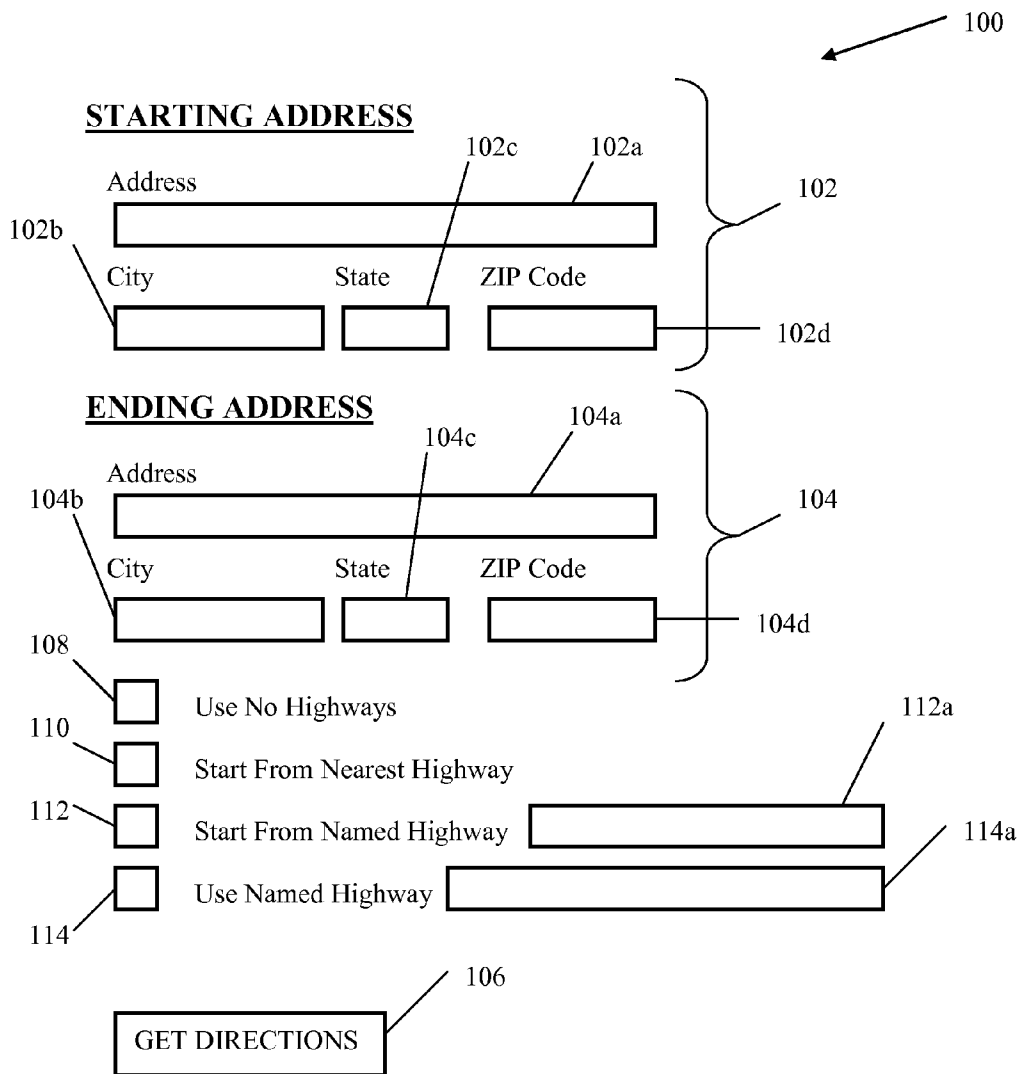 100
STARTING ADDRESS
102c 102a
Address
102
102b
City State ZIP Code
102d
ENDING ADDRESS
104a
104c
Address
104b
104
City State ZIP Code
104d
108
Use No Highways
112a
110
Start From Nearest Highway
112
Start From Named Highway
114a
Use Named Highway
114
106
GET DIRECTIONS